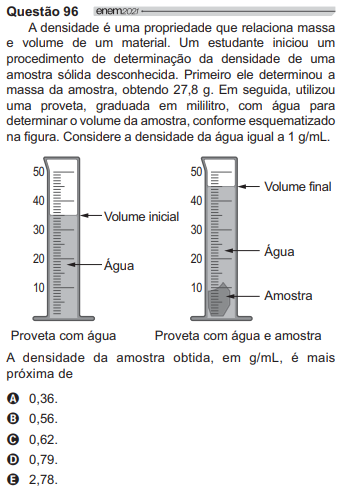 Questão 96 enem2021
A densidade é uma propriedade que relaciona massa
e volume de um material. Um estudante iniciou um
procedimento de determinação da densidade de uma
amostra sólida desconhecida. Primeiro ele determinou a
massa da amostra, obtendo 27,8 g. Em seguida, utilizou
uma proveta, graduada em mililitro, com água para
determinar o volume da amostra, conforme esquematizado
na figura. Considere a densidade da água igual a 1 g/mL.
50
40
30
20
10
Volume inicial
Água
Proveta com água
50
40
30
20
10
Volume final
Água
Amostra
Proveta com água e amostra
A densidade da amostra obtida, em g/mL, é mais
próxima de
A 0,36.
B 0,56.
C 0,62.
D 0,79.
E 2,78.